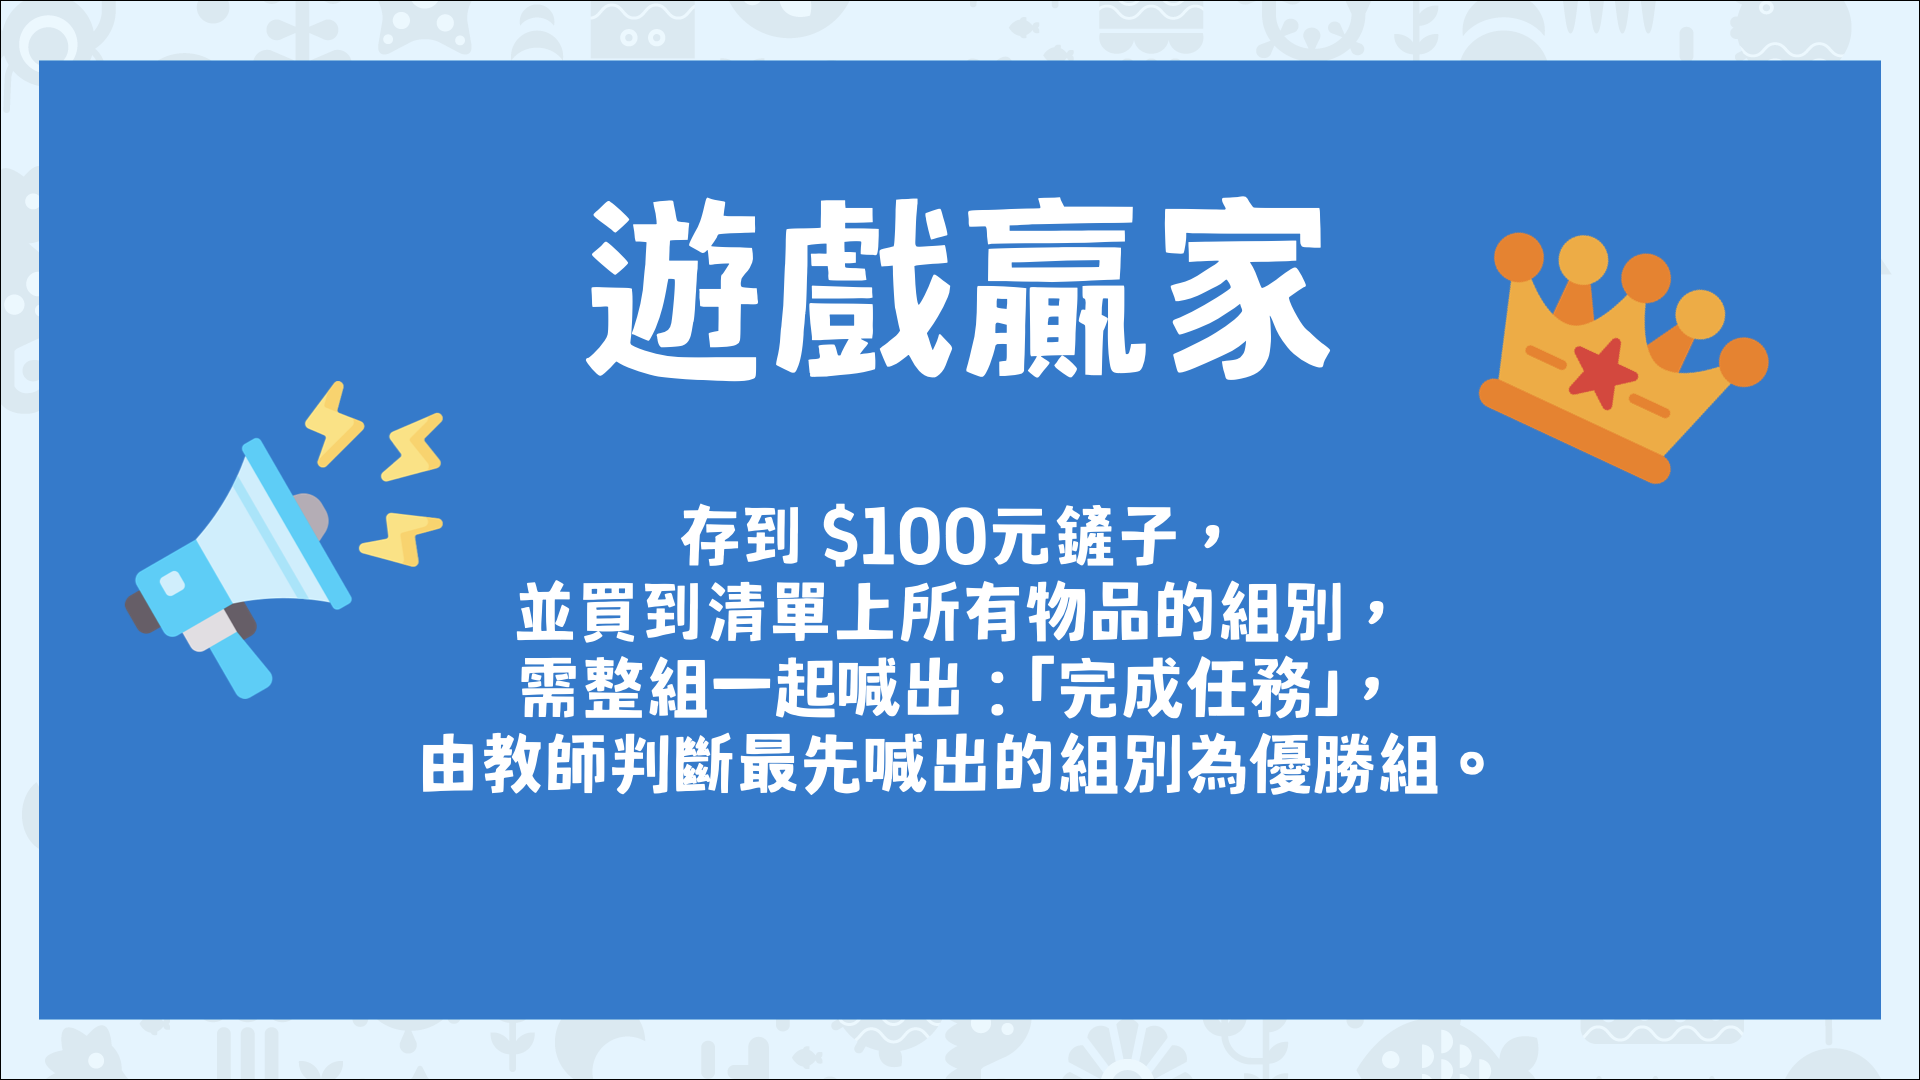 遊戲贏家
存到 $100元鏟子，
並買到清單上所有物品的組別，
需整組一起喊出：「完成任務」，
由教師判斷最先喊出的組別為優勝組。